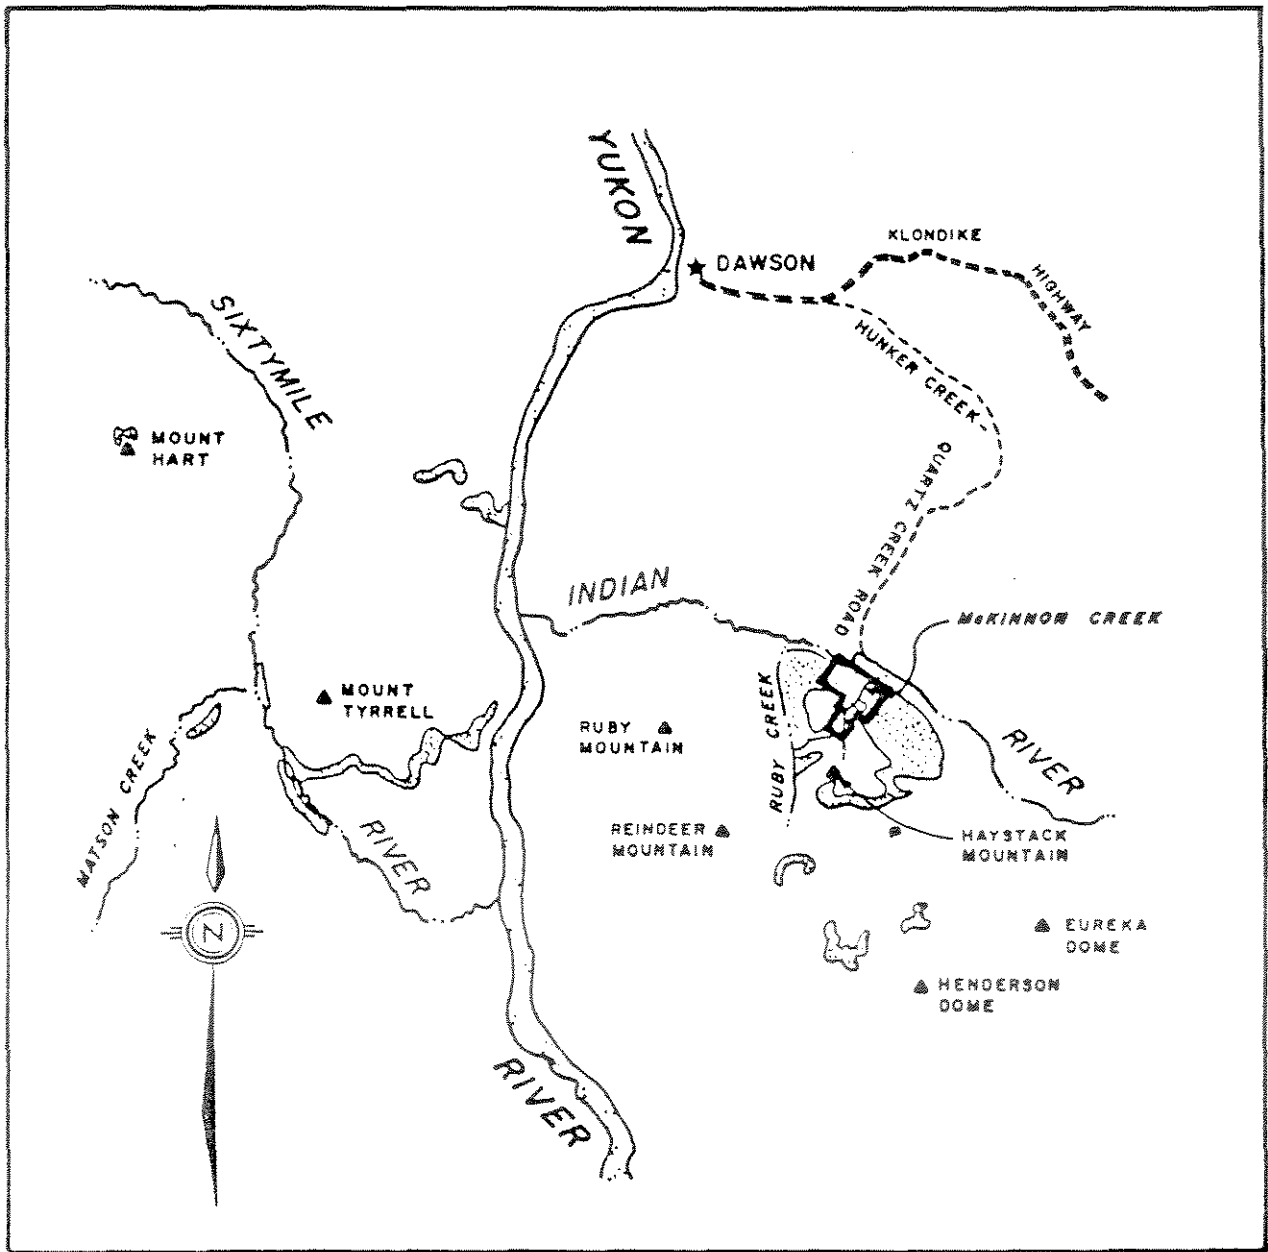 YUKON
KLONDIKE
DAWSON
HIGHWAY
SIXTYMILE
HUNKER CREEK
MOUNT
HART
QUARTZ CREEK ROAD
INDIAN
McKINNON CREEK
MOUNT
TYRRELL
RUBY
MOUNTAIN
RUBY CREEK
RIVER
MATSON CREEK
RIVER
REINDEER
MOUNTAIN
HAYSTACK
MOUNTAIN
N
EUREKA
DOME
HENDERSON
DOME
RIVER